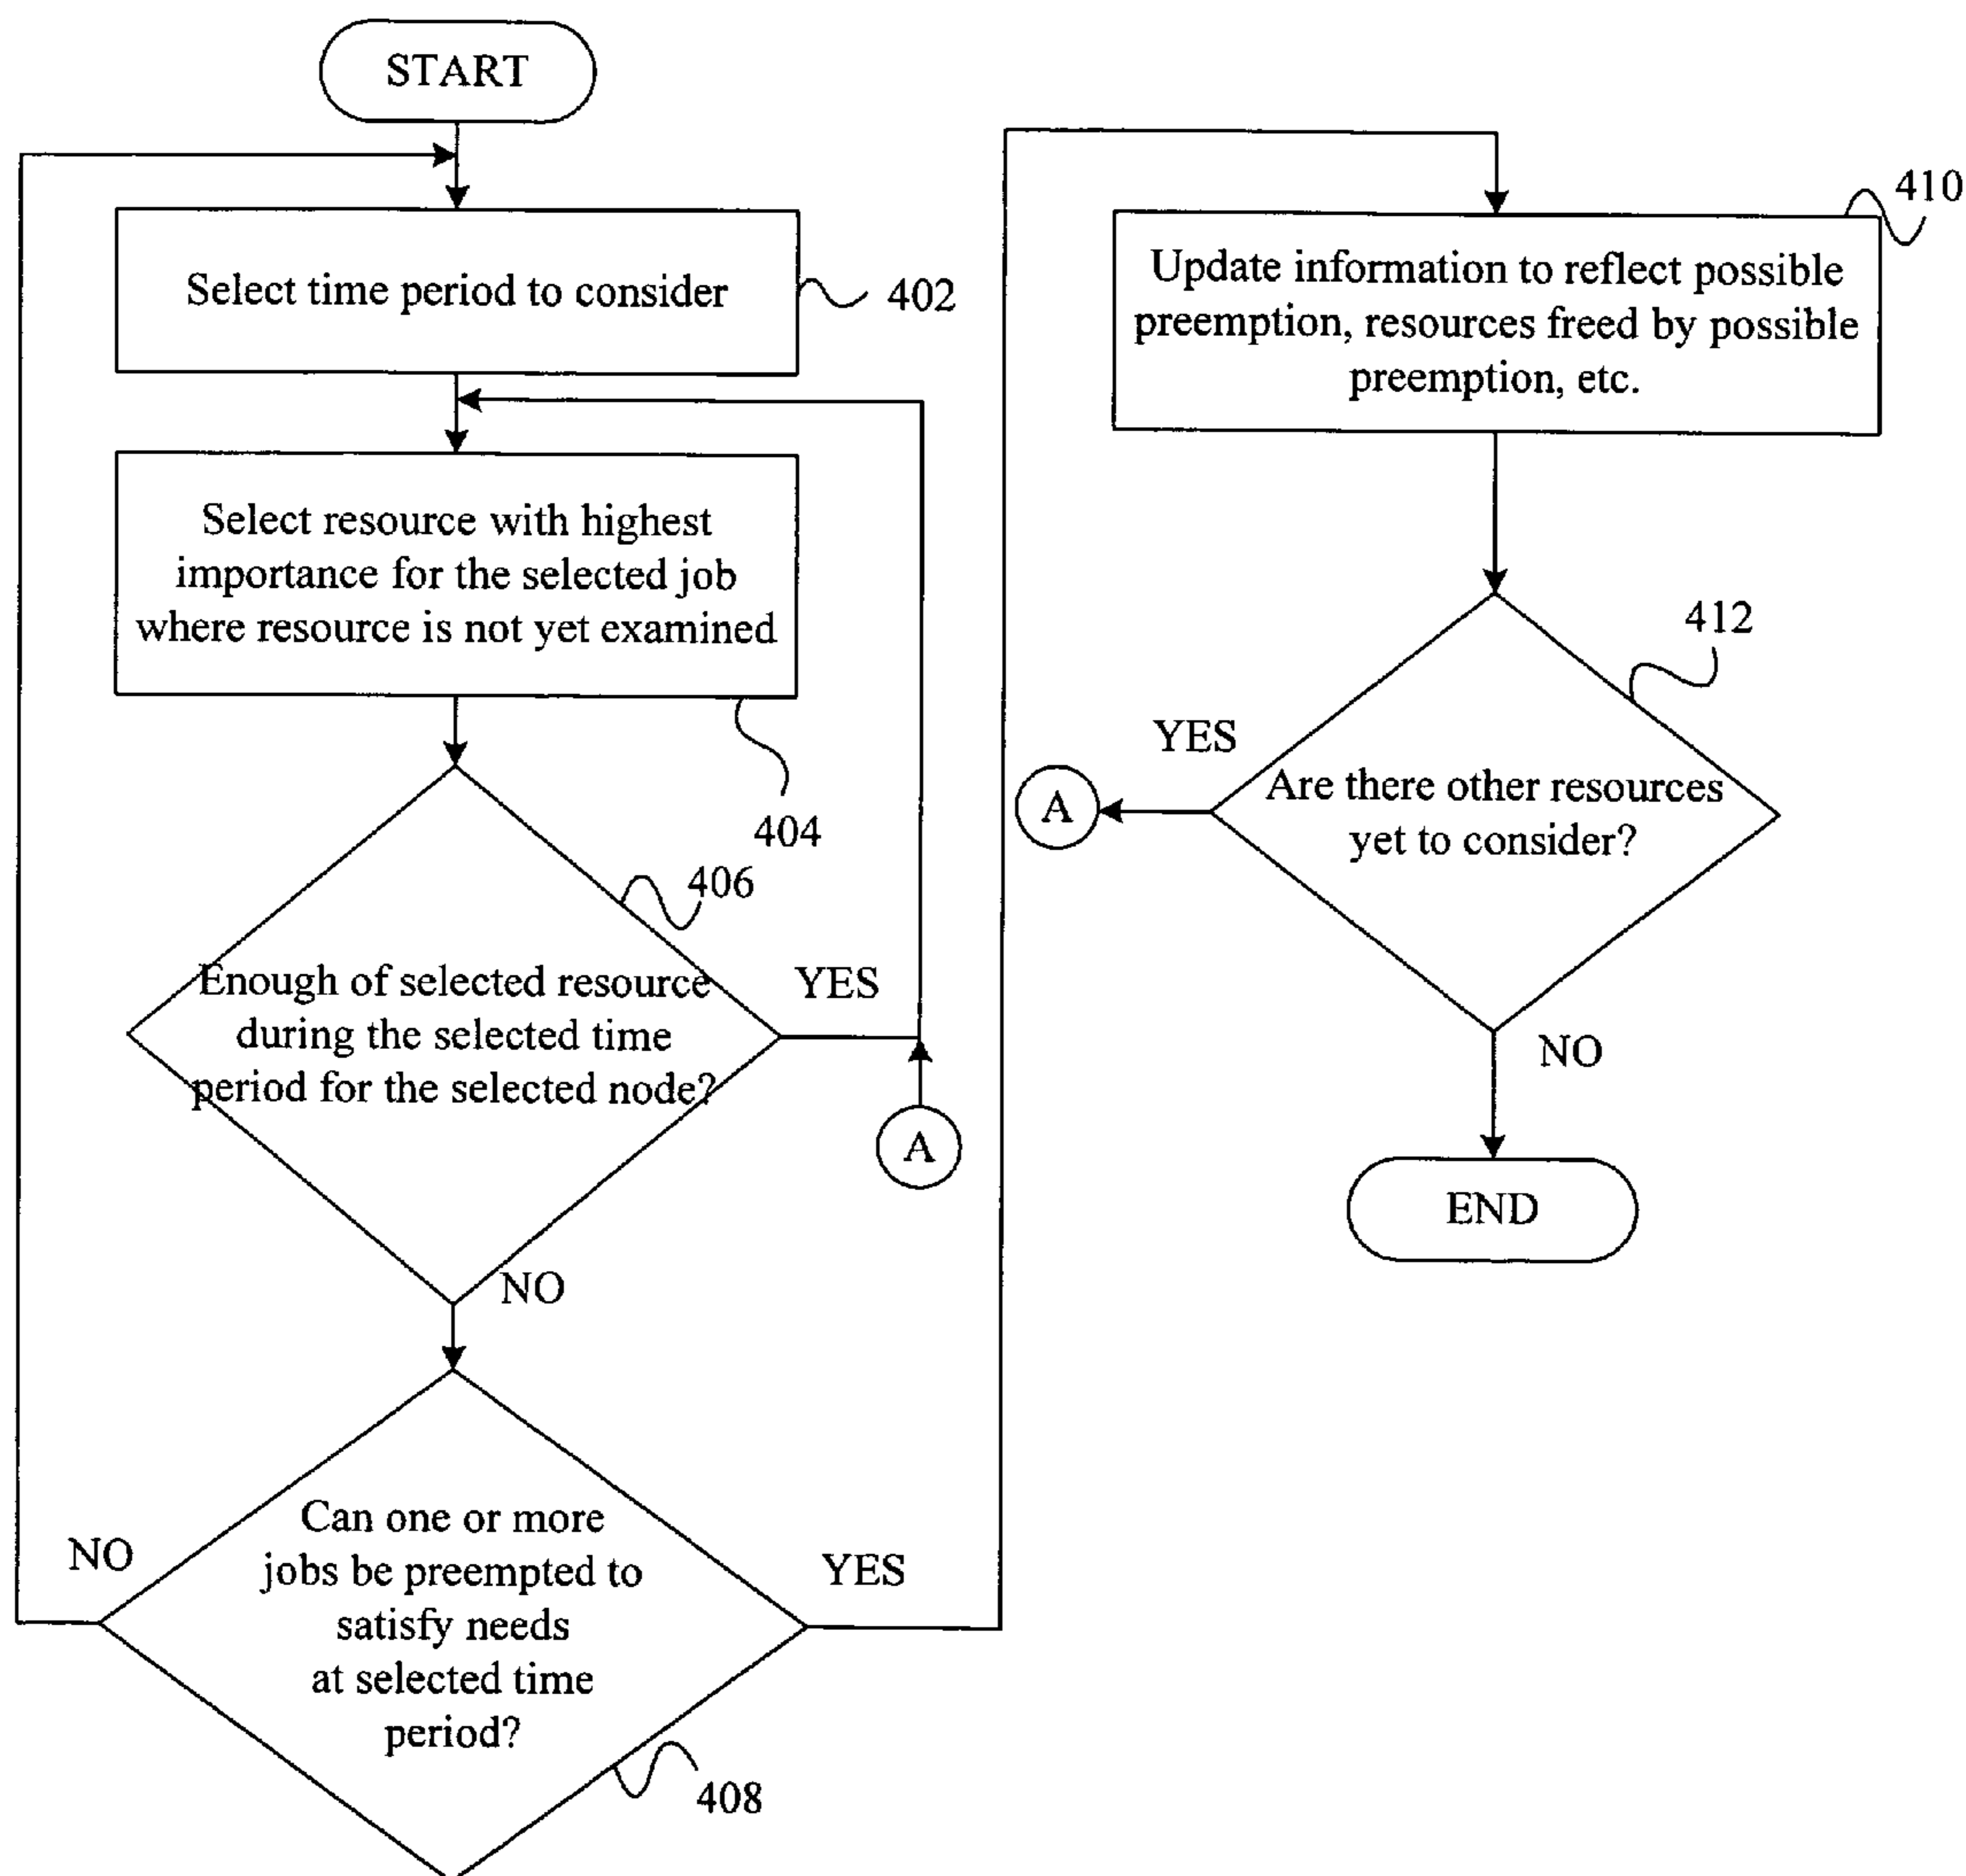 START
Select time period to consider
402
Select resource with highest
importance for the selected job
where resource is not yet examined
404
406
Enough of selected resource
during the selected time
period for the selected node?
YES
A
NO
Can one or more
jobs be preempted to
satisfy needs
at selected time
period?
NO
YES
408
410
Update information to reflect possible
preemption, resources freed by possible
preemption, etc.
412
YES
A
Are there other resources
yet to consider?
NO
END